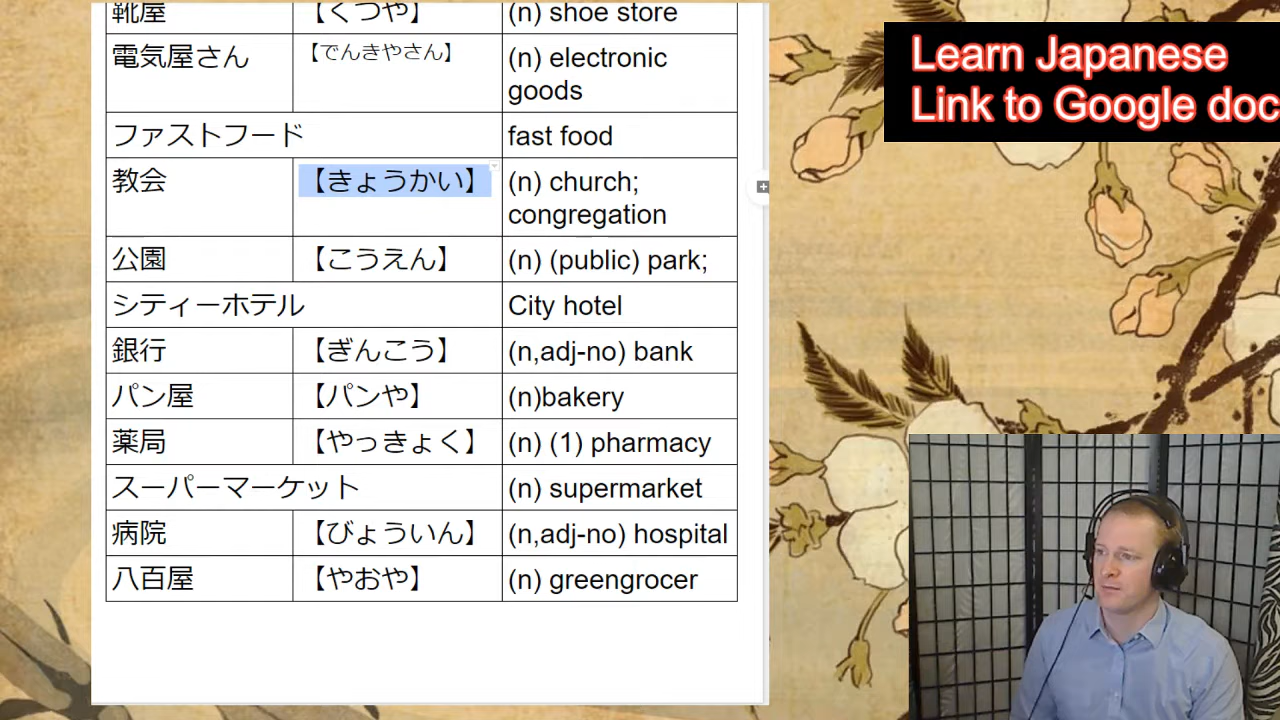 靴屋 【くつや】 (n) shoe store
電気屋さん 【でんきやさん】 (n) electronic
goods
ファストフード fast food
教会 【きょうかい】 (n) church;
congregation
公園 【こうえん】 (n) (public) park;
シティーホテル City hotel
銀行 【ぎんこう】 (n,adj-no) bank
パン屋 【パンや】 (n)bakery
薬局 【やっきょく】 (n) (1) pharmacy
スーパーマーケット (n) supermarket
病院 【びょういん】 (n,adj-no) hospital
八百屋 【やおや】 (n) greengrocer
Learn Japanese
Link to Google doc